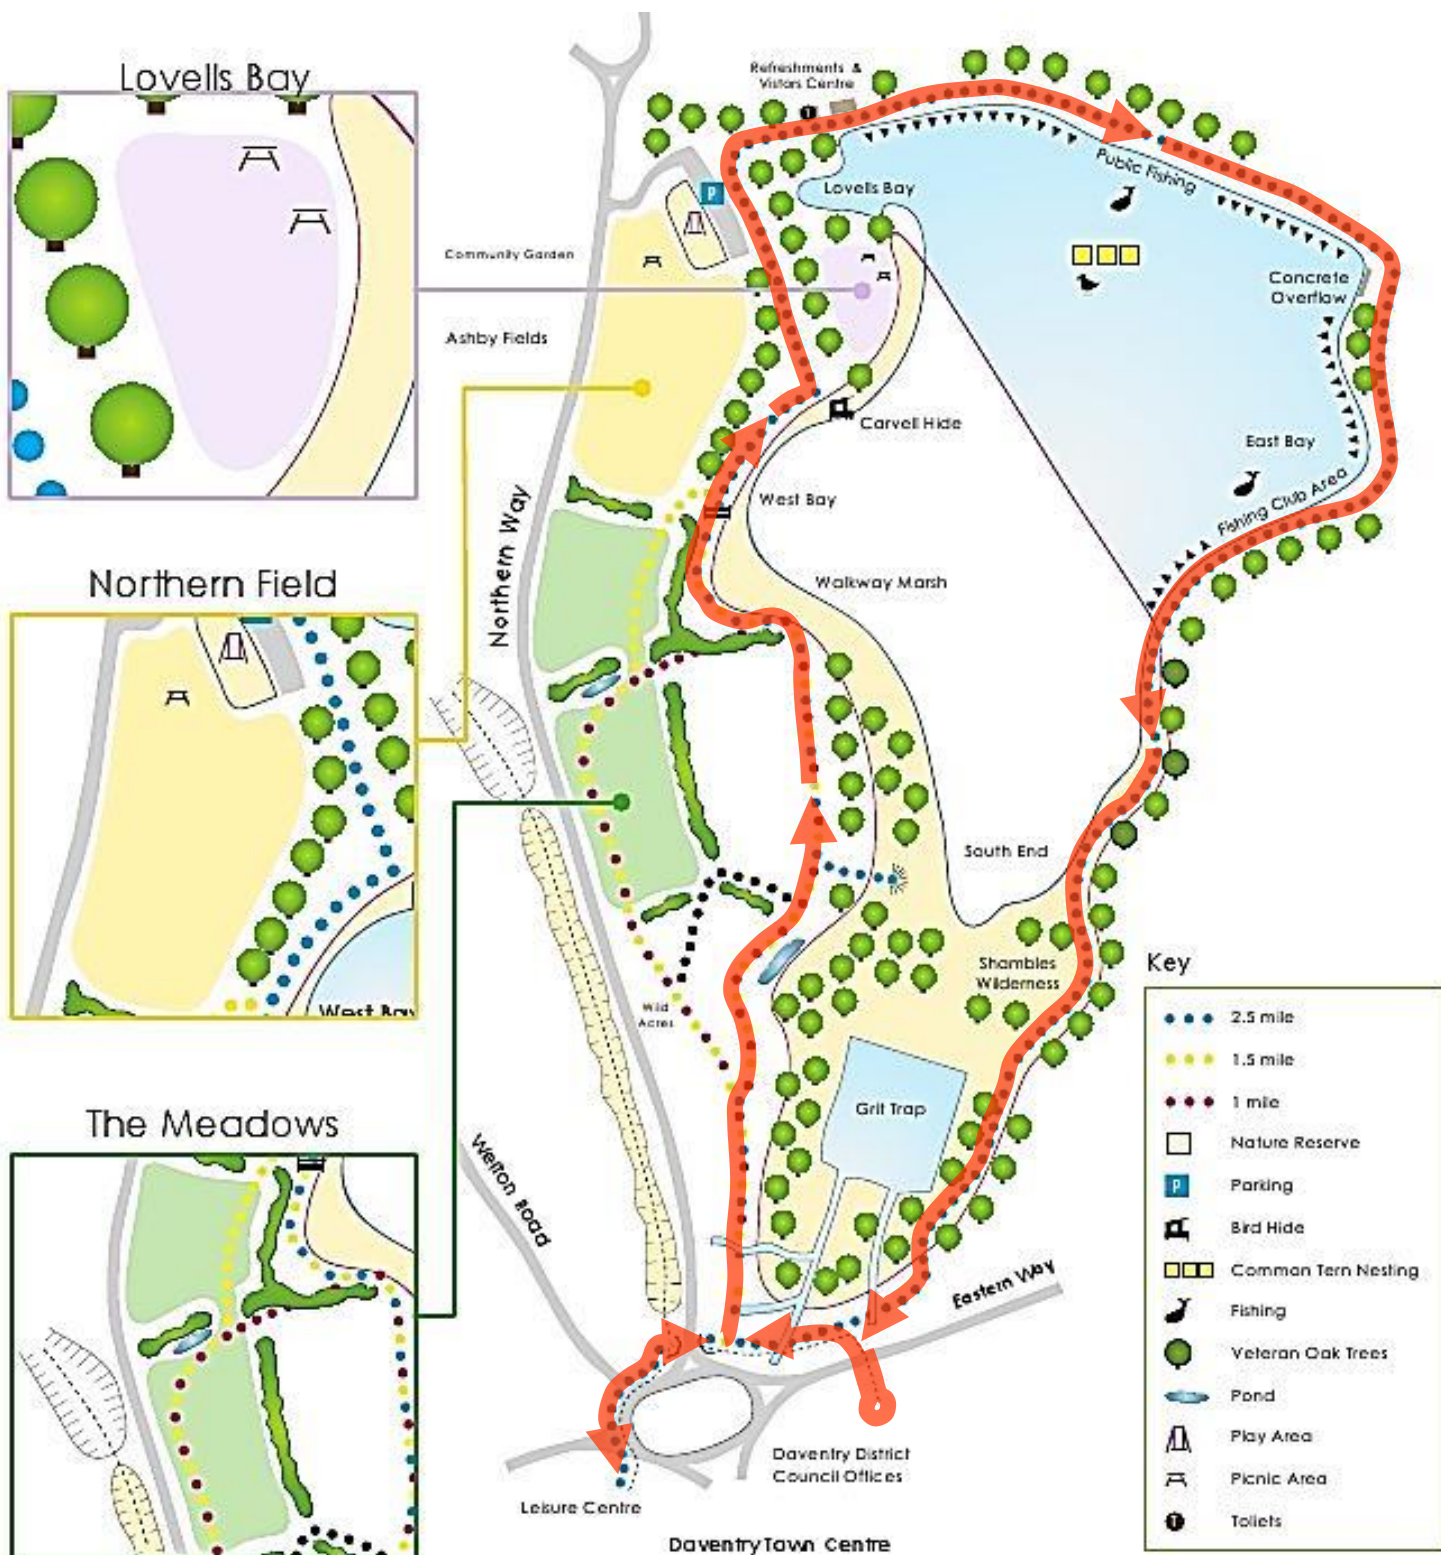 Lovells Bay
Northern Field
West Bay
The Meadows
Refreshments &
Vistors Centre
T
P
Lovells Bay
Public Fishing
Community Garden
Concrete
Overflow
Ashby Fields
Carvell Hide
East Bay
Fishing Club Area
West Bay
Northern Way
Walkway Marsh
South End
Shambles
Wilderness
Wild
Acres
Grit Trap
Welton Road
Eastern Way
Daventry District
Council Offices
Leisure Centre
Daventry Town Centre
Key
2.5 mile
1.5 mile
1 mile
Nature Reserve
P Parking
Bird Hide
Common Tern Nesting
Fishing
Veteran Oak Trees
Pond
Play Area
Picnic Area
T Toilets